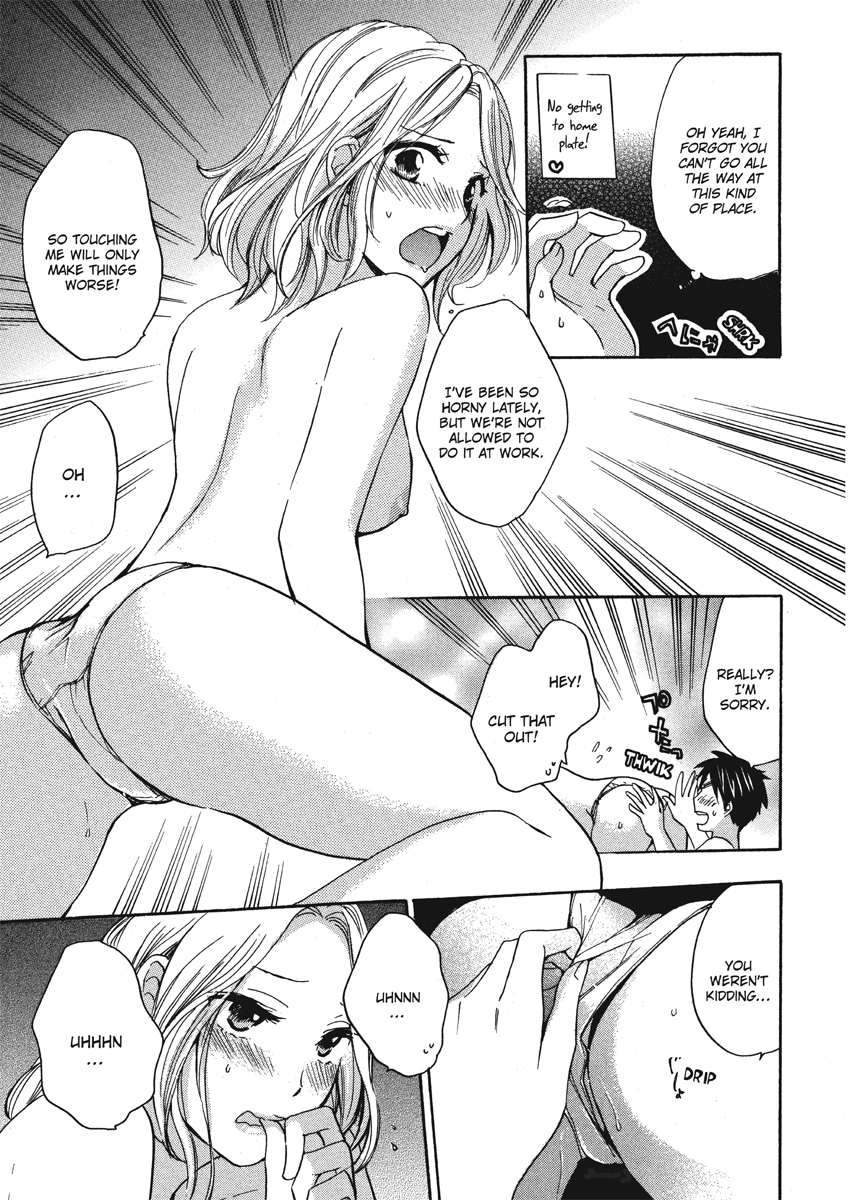 No getting
to home
plate!
OH YEAH, I
FORGOT YOU
CAN'T GO ALL
THE WAY AT
THIS KIND
OF PLACE.
へにゃ
SHRK
SO TOUCHING
ME WILL ONLY
MAKE THINGS
WORSE!
I'VE BEEN SO
HORNY LATELY,
BUT WE'RE NOT
ALLOWED TO
DO IT AT WORK.
OH
...
REALLY?
I'M
SORRY.
HEY!
CUT THAT
OUT!
THWIK
YOU
WEREN'T
KIDDING...
DRIP
UHNNN
...
UHHHN
...